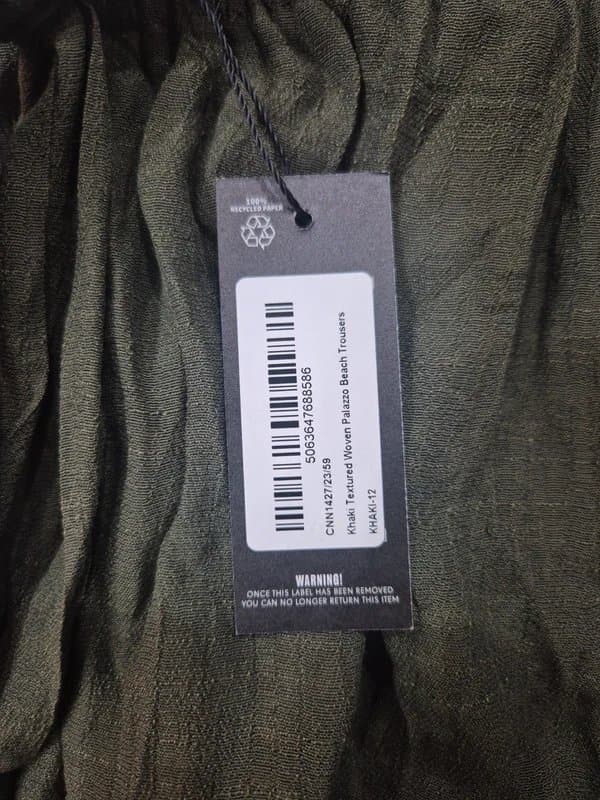 100%
RECYCLED PAPER
5063647688586
CNN1427/23/59
Khaki Textured Woven Palazzo Beach Trousers
KHAKI-12
WARNING!
ONCE THIS LABEL HAS BEEN REMOVED
YOU CAN NO LONGER RETURN THIS ITEM